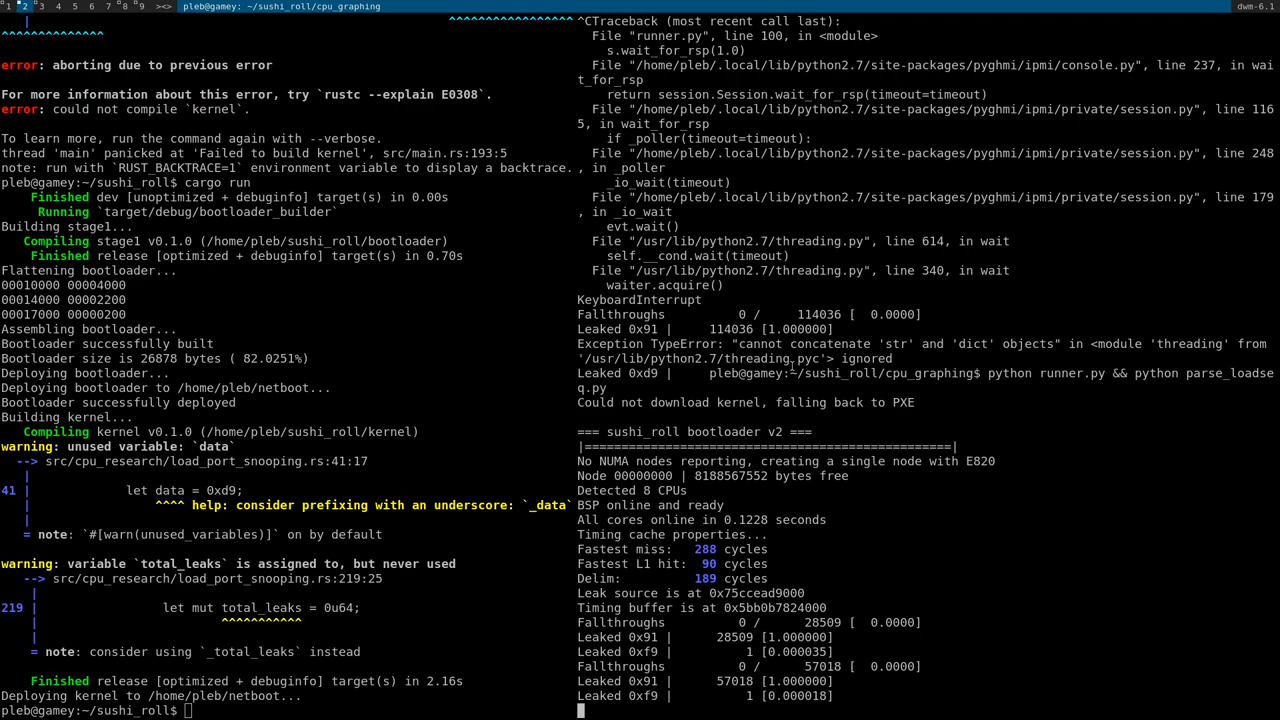 1 2 3 4 5 6 7 8 9 ><> pleb@gamey: ~/sushi_roll/cpu_graphing dwm-6.1
| ^^^^^^^^^^^^^^^^^
^^^^^^^^^^^^^^
error: aborting due to previous error
For more information about this error, try `rustc --explain E0308`.
error: could not compile `kernel`.
To learn more, run the command again with --verbose.
thread 'main' panicked at 'Failed to build kernel', src/main.rs:193:5
note: run with `RUST_BACKTRACE=1` environment variable to display a backtrace.
pleb@gamey:~/sushi_roll$ cargo run
Finished dev [unoptimized + debuginfo] target(s) in 0.00s
Running `target/debug/bootloader_builder`
Building stage1...
Compiling stage1 v0.1.0 (/home/pleb/sushi_roll/bootloader)
Finished release [optimized + debuginfo] target(s) in 0.70s
Flattening bootloader...
00010000 00004000
00014000 00002200
00017000 00000200
Assembling bootloader...
Bootloader successfully built
Bootloader size is 26878 bytes ( 82.0251%)
Deploying bootloader...
Deploying bootloader to /home/pleb/netboot...
Bootloader successfully deployed
Building kernel...
Compiling kernel v0.1.0 (/home/pleb/sushi_roll/kernel)
warning: unused variable: `data`
--> src/cpu_research/load_port_snooping.rs:41:17
|
41 | let data = 0xd9;
| ^^^^ help: consider prefixing with an underscore: `_data`
|
= note: `#[warn(unused_variables)]` on by default
warning: variable `total_leaks` is assigned to, but never used
--> src/cpu_research/load_port_snooping.rs:219:25
|
219 | let mut total_leaks = 0u64;
| ^^^^^^^^^^^
|
= note: consider using `_total_leaks` instead
Finished release [optimized + debuginfo] target(s) in 2.16s
Deploying kernel to /home/pleb/netboot...
pleb@gamey:~/sushi_roll$
^CTraceback (most recent call last):
File "runner.py", line 100, in <module>
s.wait_for_rsp(1.0)
File "/home/pleb/.local/lib/python2.7/site-packages/pyghmi/ipmi/console.py", line 237, in wai
t_for_rsp
return session.Session.wait_for_rsp(timeout=timeout)
File "/home/pleb/.local/lib/python2.7/site-packages/pyghmi/ipmi/private/session.py", line 116
5, in wait_for_rsp
if _poller(timeout=timeout):
File "/home/pleb/.local/lib/python2.7/site-packages/pyghmi/ipmi/private/session.py", line 248
, in _poller
_io_wait(timeout)
File "/home/pleb/.local/lib/python2.7/site-packages/pyghmi/ipmi/private/session.py", line 179
, in _io_wait
evt.wait()
File "/usr/lib/python2.7/threading.py", line 614, in wait
self.__cond.wait(timeout)
File "/usr/lib/python2.7/threading.py", line 340, in wait
waiter.acquire()
KeyboardInterrupt
Fallthroughs 0 / 114036 [ 0.0000]
Leaked 0x91 | 114036 [1.000000]
Exception TypeError: "cannot concatenate 'str' and 'dict' objects" in <module 'threading' from
'/usr/lib/python2.7/threading.pyc'> ignored
Leaked 0xd9 | pleb@gamey:~/sushi_roll/cpu_graphing$ python runner.py && python parse_loadse
q.py
Could not download kernel, falling back to PXE
=== sushi_roll bootloader v2 ===
|==================================================|
No NUMA nodes reporting, creating a single node with E820
Node 00000000 | 8188567552 bytes free
Detected 8 CPUs
BSP online and ready
All cores online in 0.1228 seconds
Timing cache properties...
Fastest miss: 288 cycles
Fastest L1 hit: 90 cycles
Delim: 189 cycles
Leak source is at 0x75ccead9000
Timing buffer is at 0x5bb0b7824000
Fallthroughs 0 / 28509 [ 0.0000]
Leaked 0x91 | 28509 [1.000000]
Leaked 0xf9 | 1 [0.000035]
Fallthroughs 0 / 57018 [ 0.0000]
Leaked 0x91 | 57018 [1.000000]
Leaked 0xf9 | 1 [0.000018]